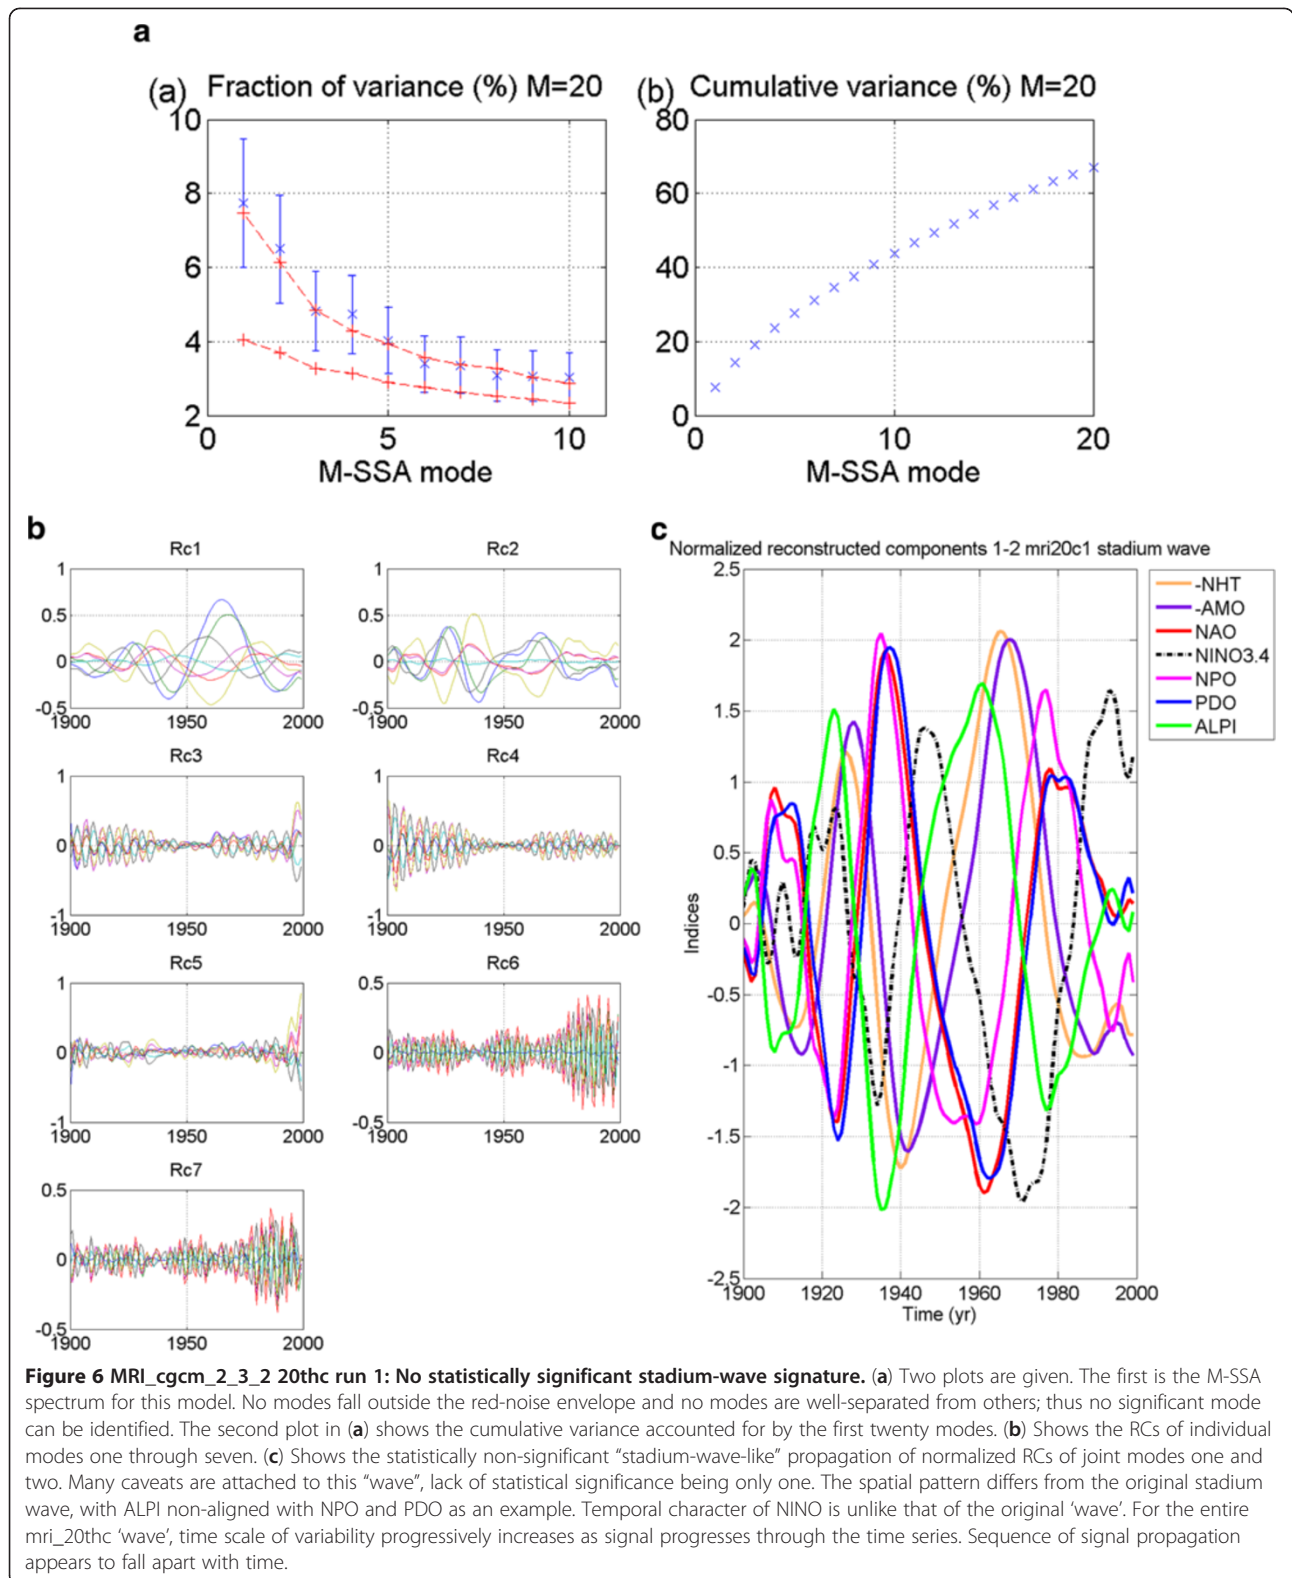 a
(a) Fraction of variance (%) M=20
10
8
6
4
2
0
5
10
M-SSA mode
(b) Cumulative variance (%) M=20
80
60
40
20
0
0
10
20
M-SSA mode
b
Rc1
1
0.5
0
-0.5
1900
1950
2000
Rc2
1
0.5
0
-0.5
1900
1950
2000
Rc3
1
0
-1
1900
1950
2000
Rc4
1
0
-1
1900
1950
2000
Rc5
1
0
-1
1900
1950
2000
Rc6
0.5
0
-0.5
1900
1950
2000
Rc7
0.5
0
-0.5
1900
1950
2000
c
Normalized reconstructed components 1-2 mri20c1 stadium wave
2.5
2
1.5
1
0.5
0
-0.5
-1
-1.5
-2
-2.5
Indices
1900
1920
1940
1960
1980
2000
Time (yr)
-NHT
-AMO
NAO
NINO3.4
NPO
PDO
ALPI
Figure 6 MRI_cgcm_2_3_2 20thc run 1: No statistically significant stadium-wave signature. (a) Two plots are given. The first is the M-SSA
spectrum for this model. No modes fall outside the red-noise envelope and no modes are well-separated from others; thus no significant mode
can be identified. The second plot in (a) shows the cumulative variance accounted for by the first twenty modes. (b) Shows the RCs of individual
modes one through seven. (c) Shows the statistically non-significant “stadium-wave-like” propagation of normalized RCs of joint modes one and
two. Many caveats are attached to this “wave”, lack of statistical significance being only one. The spatial pattern differs from the original stadium
wave, with ALPI non-aligned with NPO and PDO as an example. Temporal character of NINO is unlike that of the original ‘wave’. For the entire
mri_20thc ‘wave’, time scale of variability progressively increases as signal progresses through the time series. Sequence of signal propagation
appears to fall apart with time.